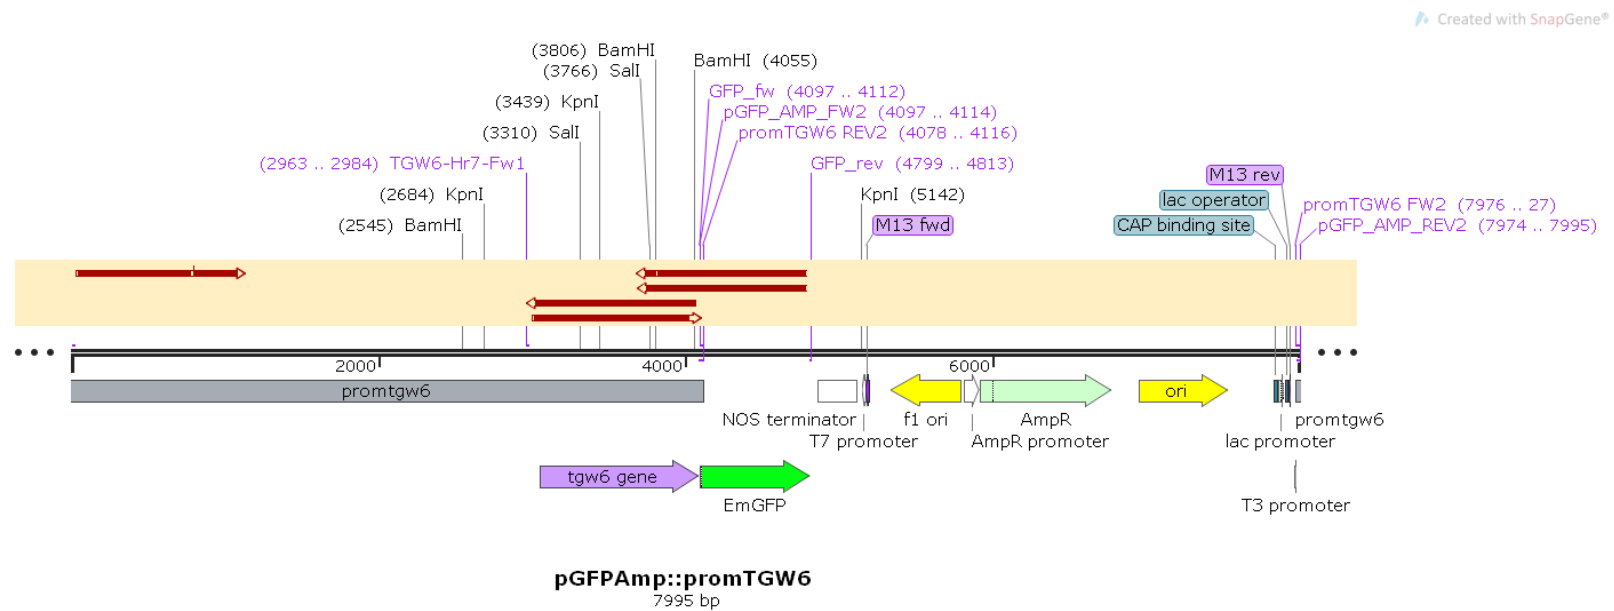 Created with SnapGene®
(3806) BamHI
BamHI (4055)
(3766) SalI
GFP_fw (4097 .. 4112)
(3439) KpnI
pGFP_AMP_FW2 (4097 .. 4114)
(3310) SalI
promTGW6 REV2 (4078 .. 4116)
(2963 .. 2984) TGW6-Hr7-Fw1
GFP_rev (4799 .. 4813)
M13 rev
(2684) KpnI
KpnI (5142)
lac operator
promTGW6 FW2 (7976 .. 27)
(2545) BamHI
M13 fwd
CAP binding site
pGFP_AMP_REV2 (7974 .. 7995)
2000
4000
6000
promtgw6
ori
NOS terminator
f1 ori
AmpR
promtgw6
T7 promoter
AmpR promoter
lac promoter
tgw6 gene
EmGFP
T3 promoter
pGFPAmp::promTGW6
7995 bp